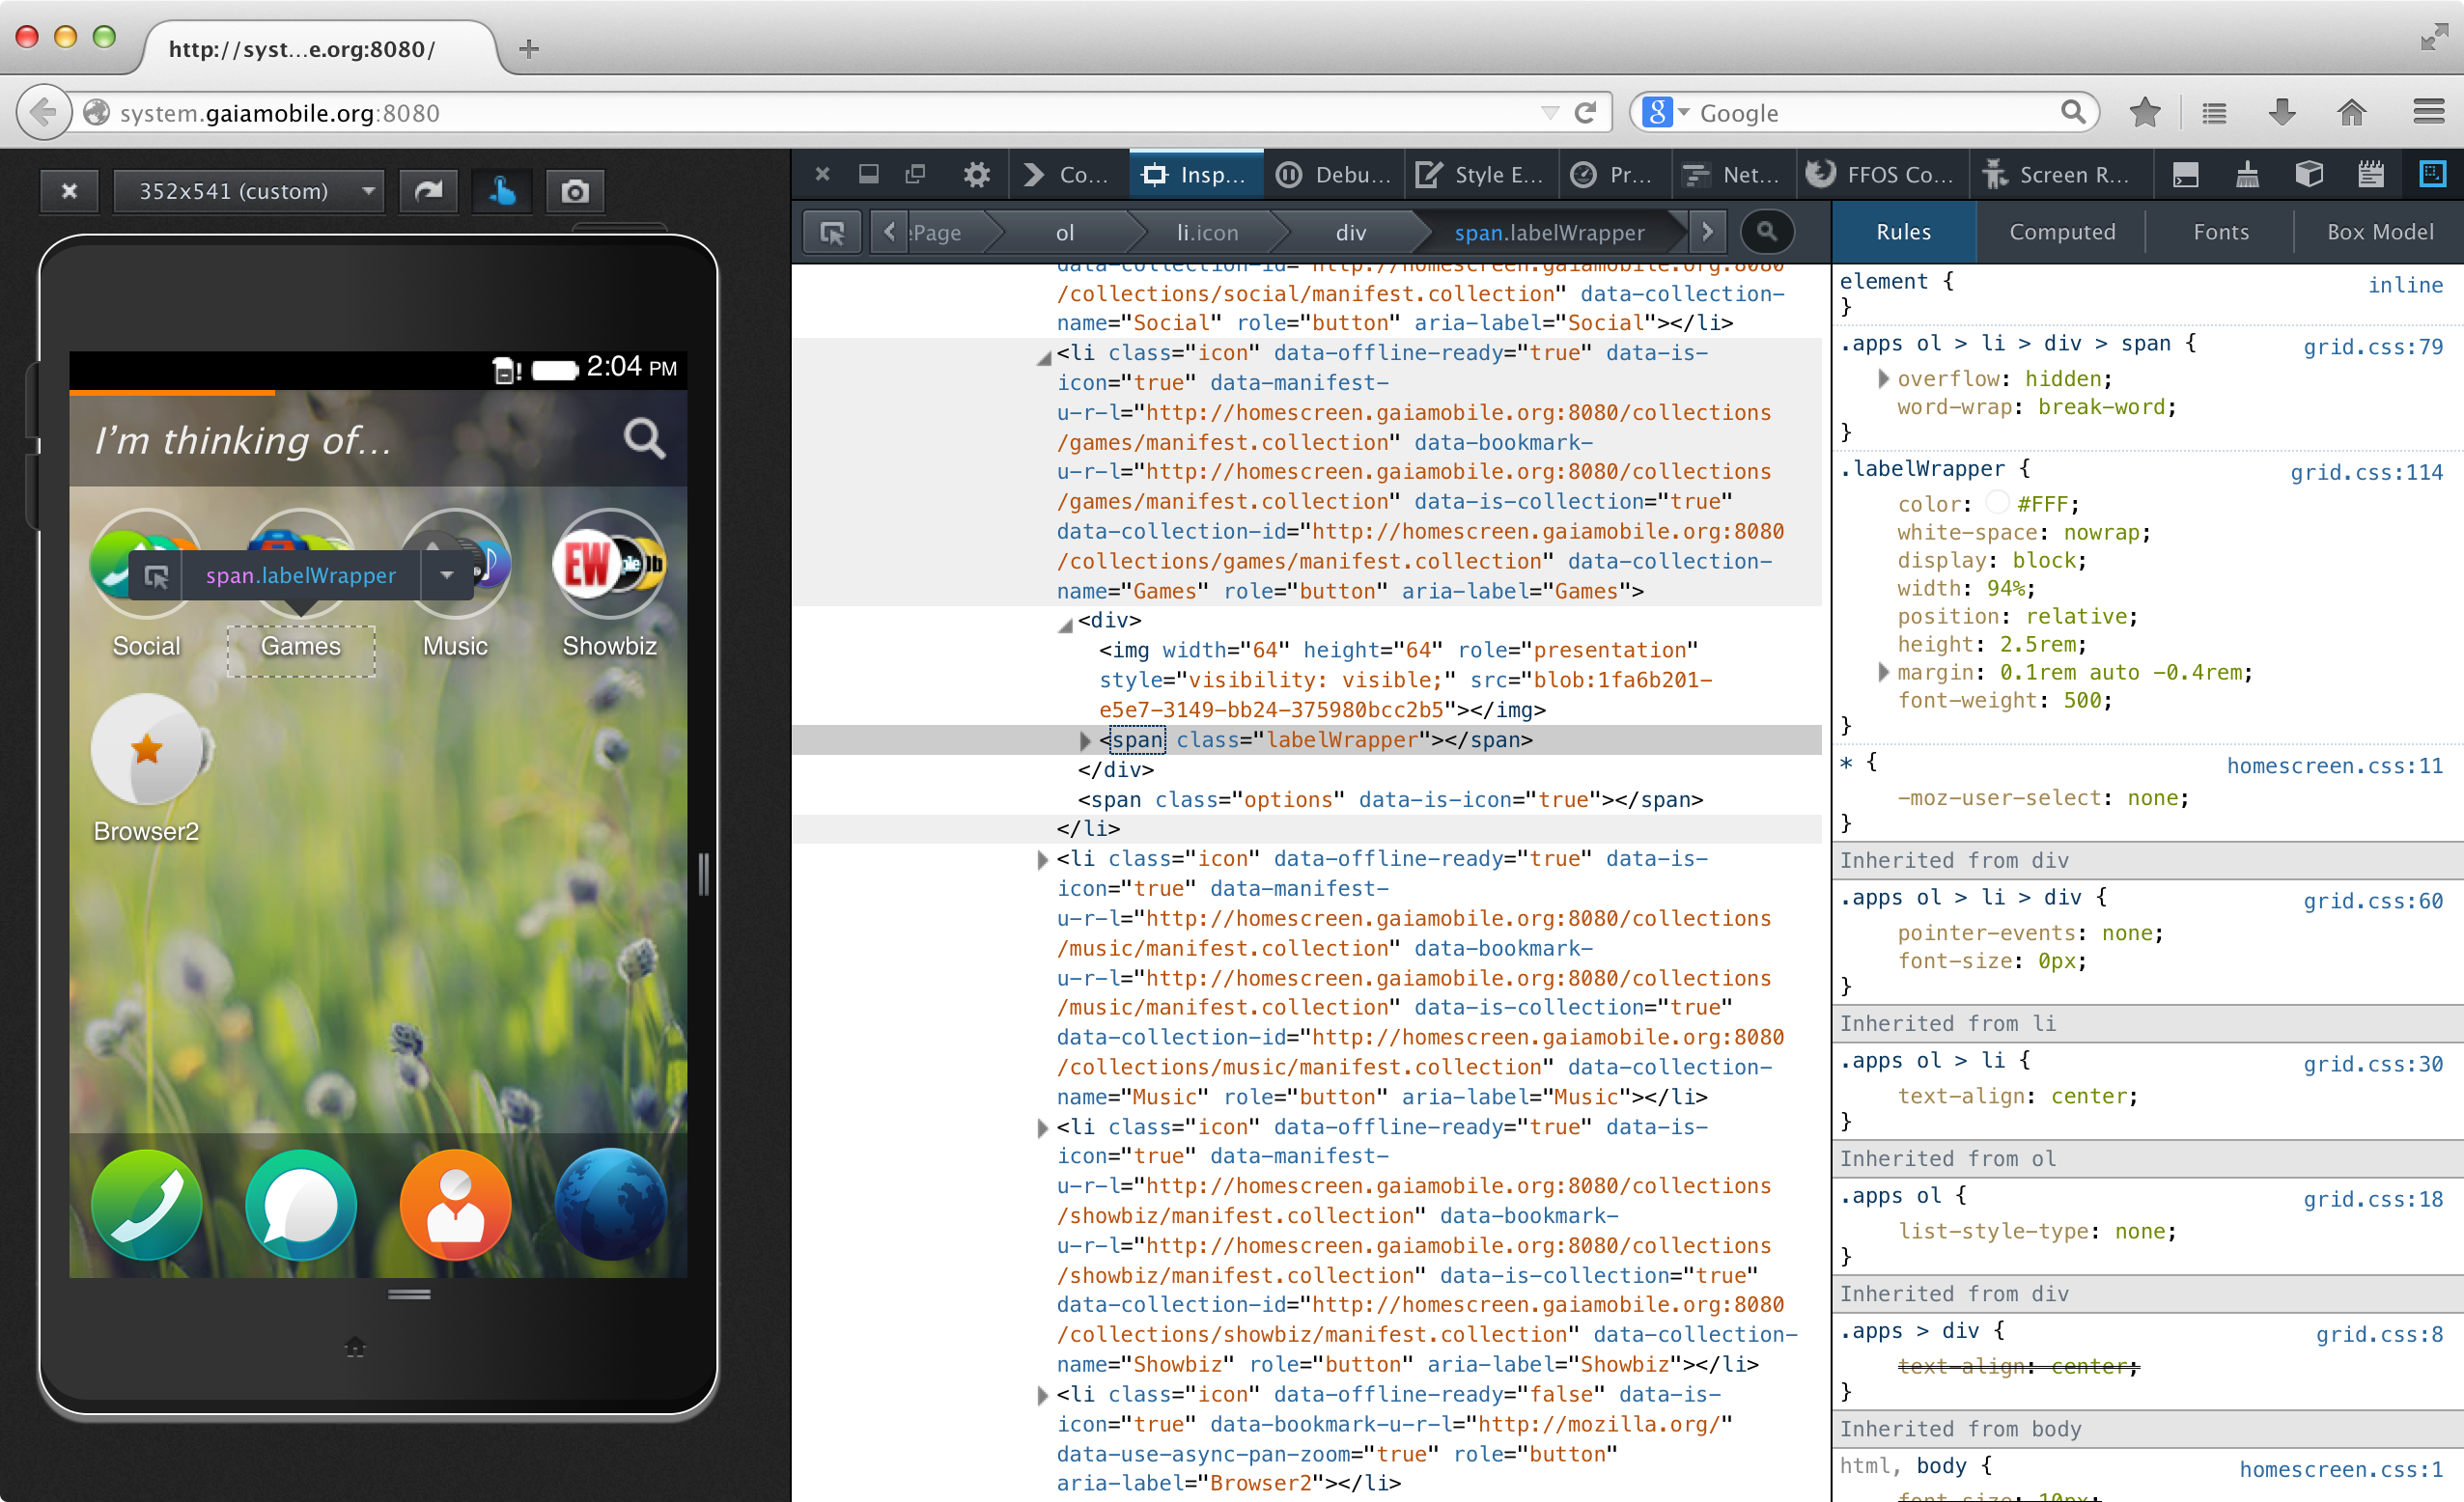 http://syst...e.org:8080/
system.gaiamobile.org:8080
Google
352x541 (custom)
Co...
Insp...
Debu...
Style E...
Pr...
Net...
FFOS Co...
Screen R...
Page
ol
li.icon
div
span.labelWrapper
Rules
Computed
Fonts
Box Model
2:04 PM
I'm thinking of...
EW
span.labelWrapper
Social
Games
Music
Showbiz
Browser2
data-collection-id="http://homescreen.gaiamobile.org:8080
/collections/social/manifest.collection" data-collection-
name="Social" role="button" aria-label="Social"></li>
<li class="icon" data-offline-ready="true" data-is-
icon="true" data-manifest-
u-r-l="http://homescreen.gaiamobile.org:8080/collections
/games/manifest.collection" data-bookmark-
u-r-l="http://homescreen.gaiamobile.org:8080/collections
/games/manifest.collection" data-is-collection="true"
data-collection-id="http://homescreen.gaiamobile.org:8080
/collections/games/manifest.collection" data-collection-
name="Games" role="button" aria-label="Games">
<div>
<img width="64" height="64" role="presentation"
style="visibility: visible;" src="blob:1fa6b201-
e5e7-3149-bb24-375980bcc2b5"></img>
<span class="labelWrapper"></span>
</div>
<span class="options" data-is-icon="true"></span>
</li>
<li class="icon" data-offline-ready="true" data-is-
icon="true" data-manifest-
u-r-l="http://homescreen.gaiamobile.org:8080/collections
/music/manifest.collection" data-bookmark-
u-r-l="http://homescreen.gaiamobile.org:8080/collections
/music/manifest.collection" data-is-collection="true"
data-collection-id="http://homescreen.gaiamobile.org:8080
/collections/music/manifest.collection" data-collection-
name="Music" role="button" aria-label="Music"></li>
<li class="icon" data-offline-ready="true" data-is-
icon="true" data-manifest-
u-r-l="http://homescreen.gaiamobile.org:8080/collections
/showbiz/manifest.collection" data-bookmark-
u-r-l="http://homescreen.gaiamobile.org:8080/collections
/showbiz/manifest.collection" data-is-collection="true"
data-collection-id="http://homescreen.gaiamobile.org:8080
/collections/showbiz/manifest.collection" data-collection-
name="Showbiz" role="button" aria-label="Showbiz"></li>
<li class="icon" data-offline-ready="false" data-is-
icon="true" data-bookmark-u-r-l="http://mozilla.org/"
data-use-async-pan-zoom="true" role="button"
aria-label="Browser2"></li>
element { inline
}
.apps ol > li > div > span { grid.css:79
overflow: hidden;
word-wrap: break-word;
}
.labelWrapper { grid.css:114
color: #FFF;
white-space: nowrap;
display: block;
width: 94%;
position: relative;
height: 2.5rem;
margin: 0.1rem auto -0.4rem;
font-weight: 500;
}
* { homescreen.css:11
-moz-user-select: none;
}
Inherited from div
.apps ol > li > div { grid.css:60
pointer-events: none;
font-size: 0px;
}
Inherited from li
.apps ol > li { grid.css:30
text-align: center;
}
Inherited from ol
.apps ol { grid.css:18
list-style-type: none;
}
Inherited from div
.apps > div { grid.css:8
text-align: center;
}
Inherited from body
html, body { homescreen.css:1
font-size: 10px;